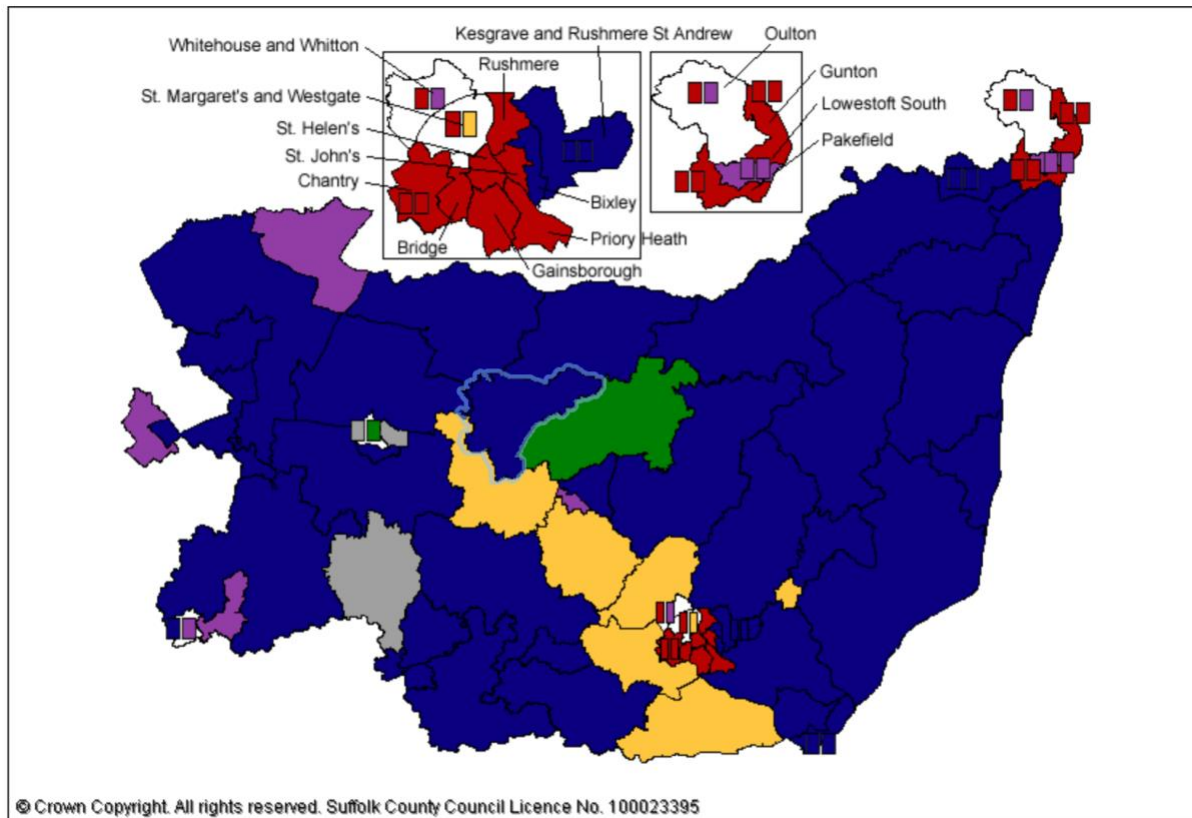 Kesgrave and Rushmere St Andrew
Oulton
Whitehouse and Whitton
Rushmere
Gunton
St. Margaret's and Westgate
Lowestoft South
St. Helen's
Pakefield
St. John's
Chantry
Bixley
Bridge
Priory Heath
Gainsborough
© Crown Copyright. All rights reserved. Suffolk County Council Licence No. 100023395